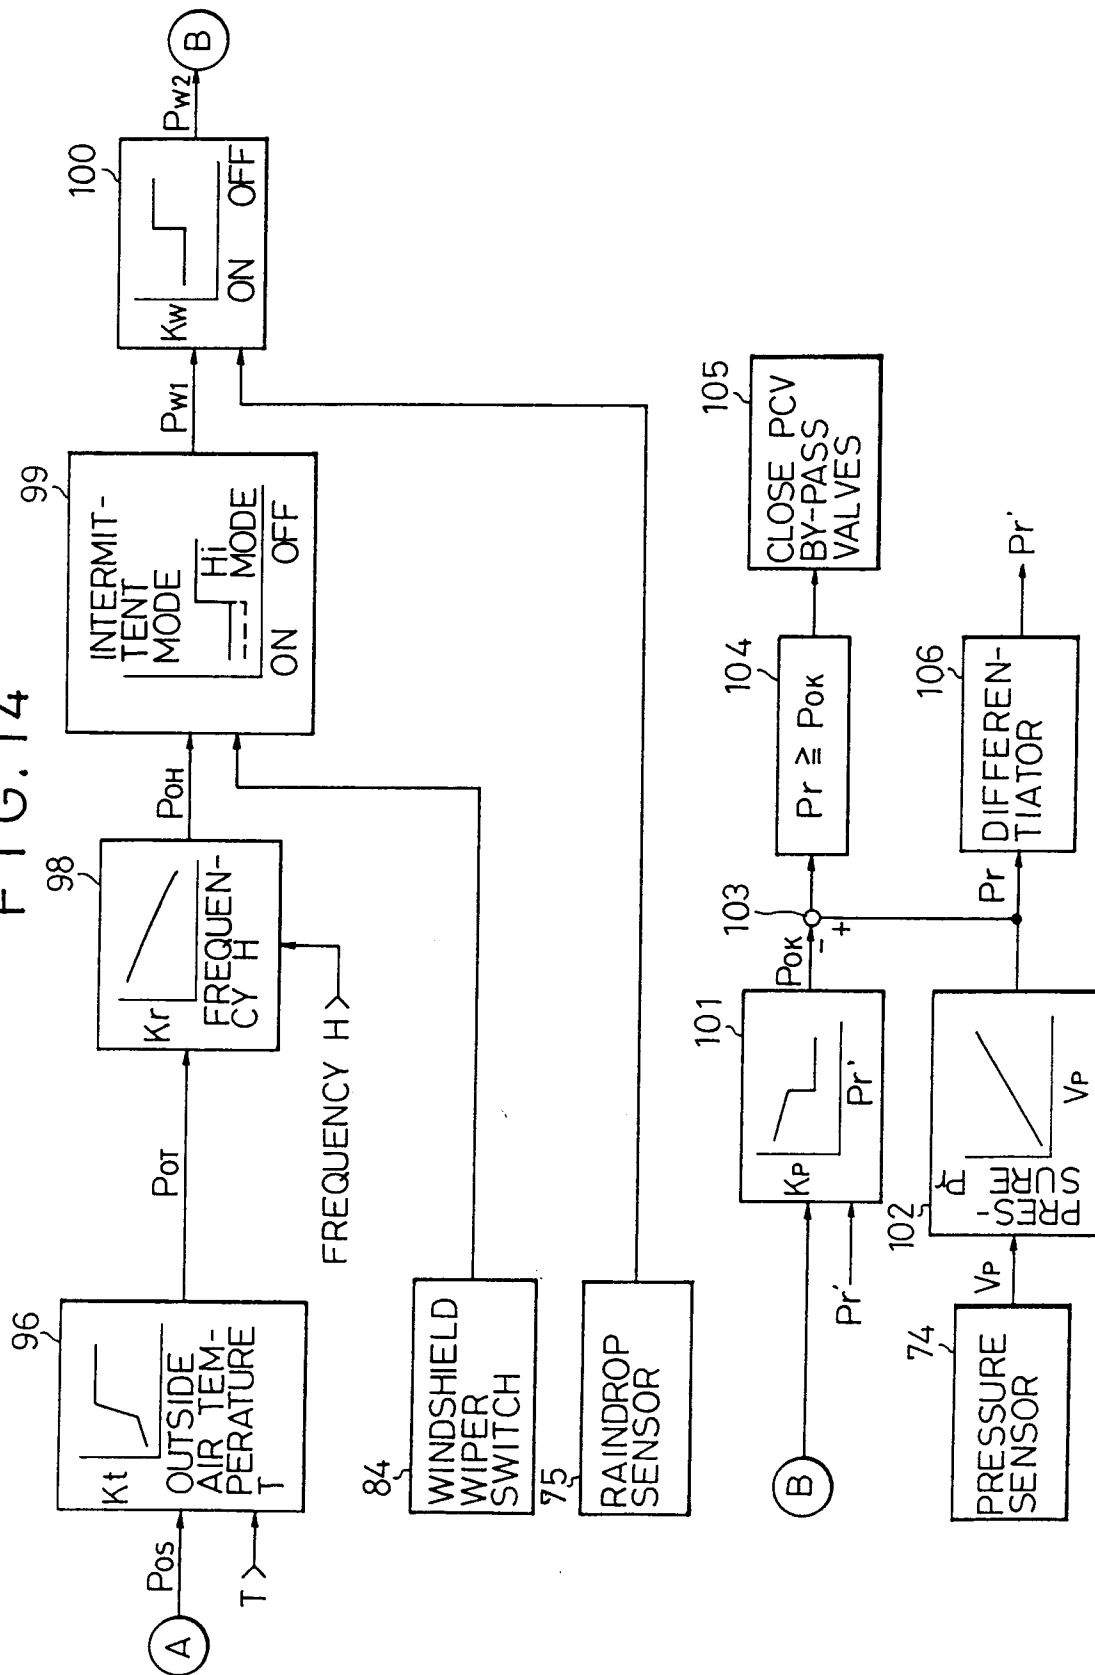 FIG.14
A
Pos
T
96
Kt
OUTSIDE
AIR TEM-
PERATURE
T
POT
98
Kr
FREQUEN-
CY H
FREQUENCY H
POH
99
INTERMIT-
TENT
MODE
Hi
MODE
ON OFF
PW1
100
KW
ON OFF
PW2
B
84
WINDSHIELD
WIPER
SWITCH
75
RAINDROP
SENSOR
B
Pr'
101
KP
Pr'
POK
-
+
103
104
Pr ≧ POK
105
CLOSE PCV
BY-PASS
VALVES
74
PRESSURE
SENSOR
VP
102
PRES-
SURE
Pr
VP
Pr
106
DIFFEREN-
TIATOR
Pr'